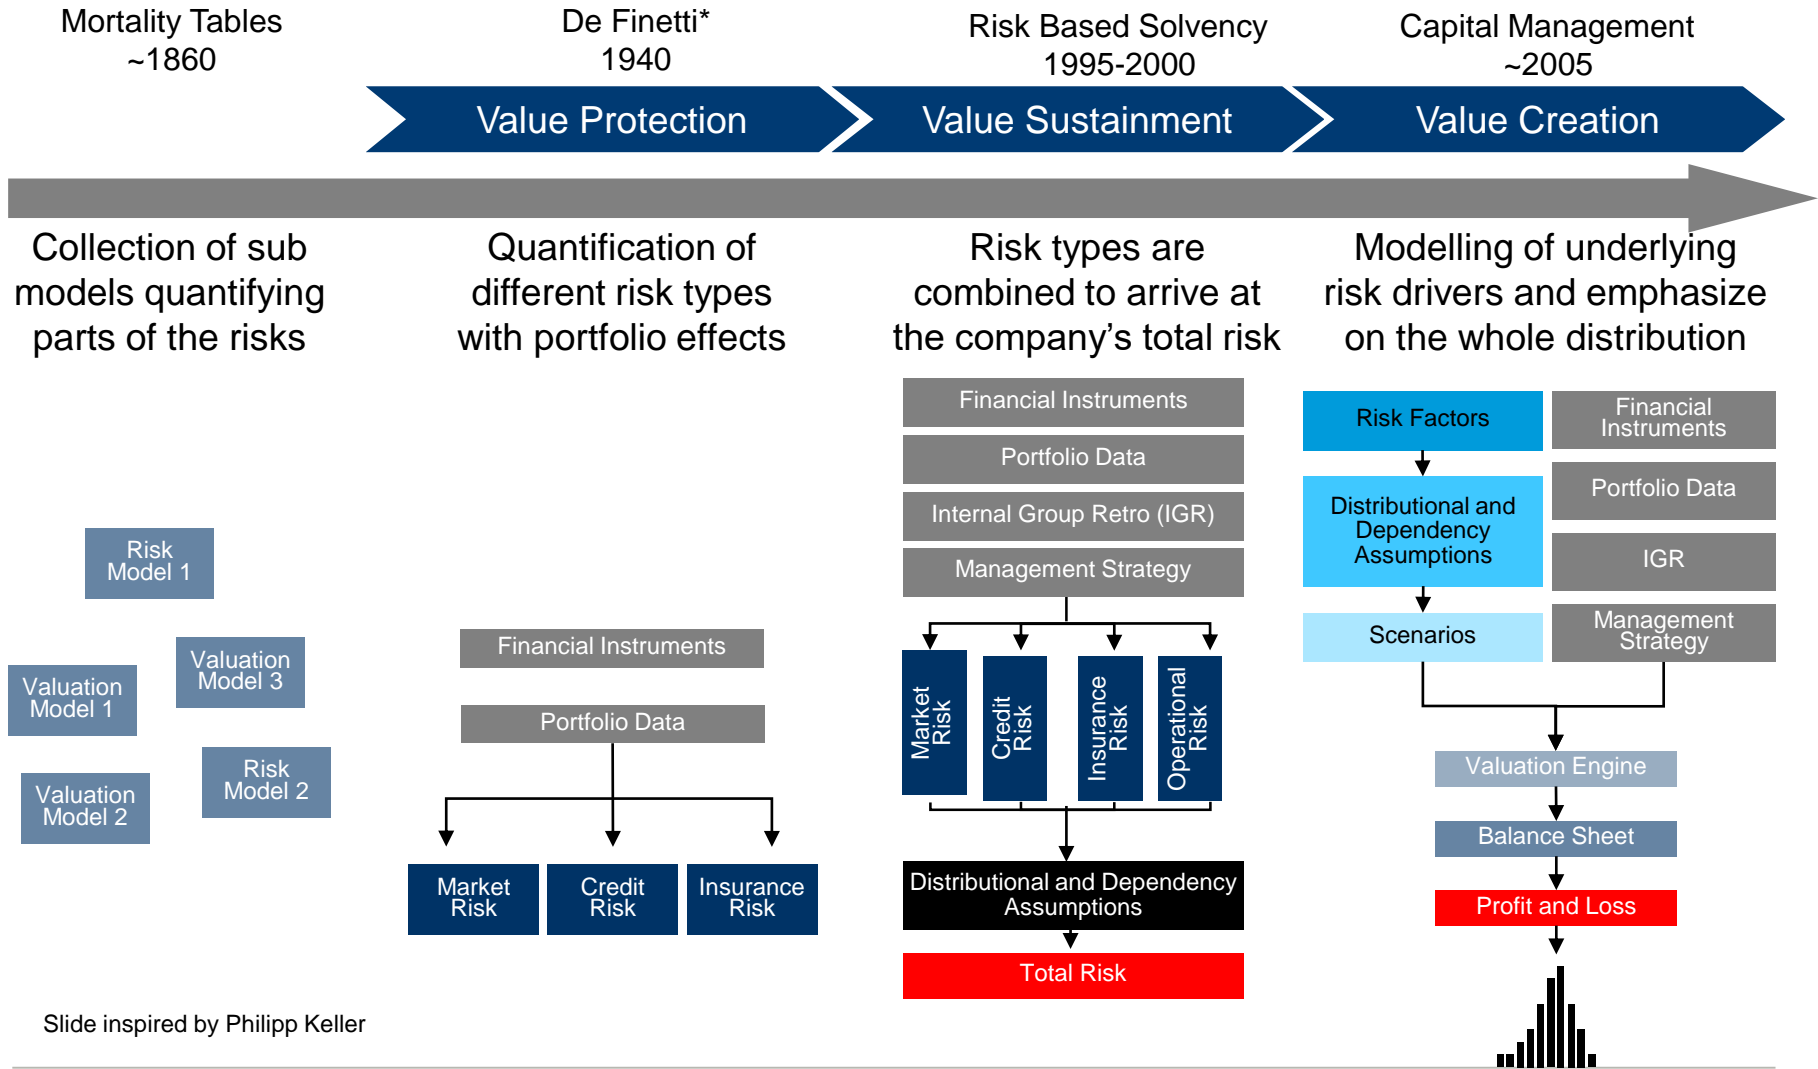 Mortality Tables
~1860
De Finetti*
1940
Risk Based Solvency
1995-2000
Capital Management
~2005
Value Protection
Value Sustainment
Value Creation
Collection of sub
models quantifying
parts of the risks
Quantification of
different risk types
with portfolio effects
Risk types are
combined to arrive at
the company’s total risk
Modelling of underlying
risk drivers and emphasize
on the whole distribution
Risk
Model 1
Valuation
Model 3
Valuation
Model 1
Risk
Model 2
Valuation
Model 2
Financial Instruments
Portfolio Data
Market
Risk
Credit
Risk
Insurance
Risk
Financial Instruments
Portfolio Data
Internal Group Retro (IGR)
Management Strategy
Market
Risk
Credit
Risk
Insurance
Risk
Operational
Risk
Distributional and Dependency
Assumptions
Total Risk
Risk Factors
Distributional and
Dependency
Assumptions
Scenarios
Financial
Instruments
Portfolio Data
IGR
Management
Strategy
Valuation Engine
Balance Sheet
Profit and Loss
Slide inspired by Philipp Keller